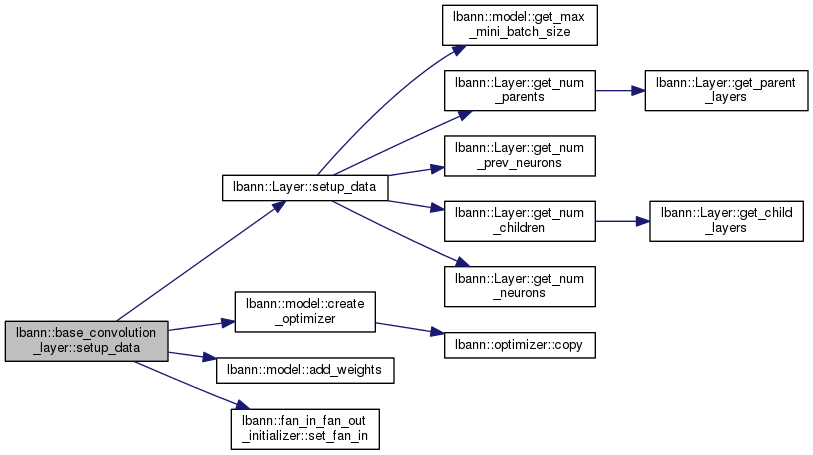 lbann::model::get_max
_mini_batch_size
lbann::Layer::get_num
_parents
lbann::Layer::get_parent
_layers
lbann::Layer::get_num
_prev_neurons
lbann::Layer::setup_data
lbann::Layer::get_num
_children
lbann::Layer::get_child
_layers
lbann::Layer::get_num
_neurons
lbann::base_convolution
_layer::setup_data
lbann::model::create
_optimizer
lbann::optimizer::copy
lbann::model::add_weights
lbann::fan_in_fan_out
_initializer::set_fan_in